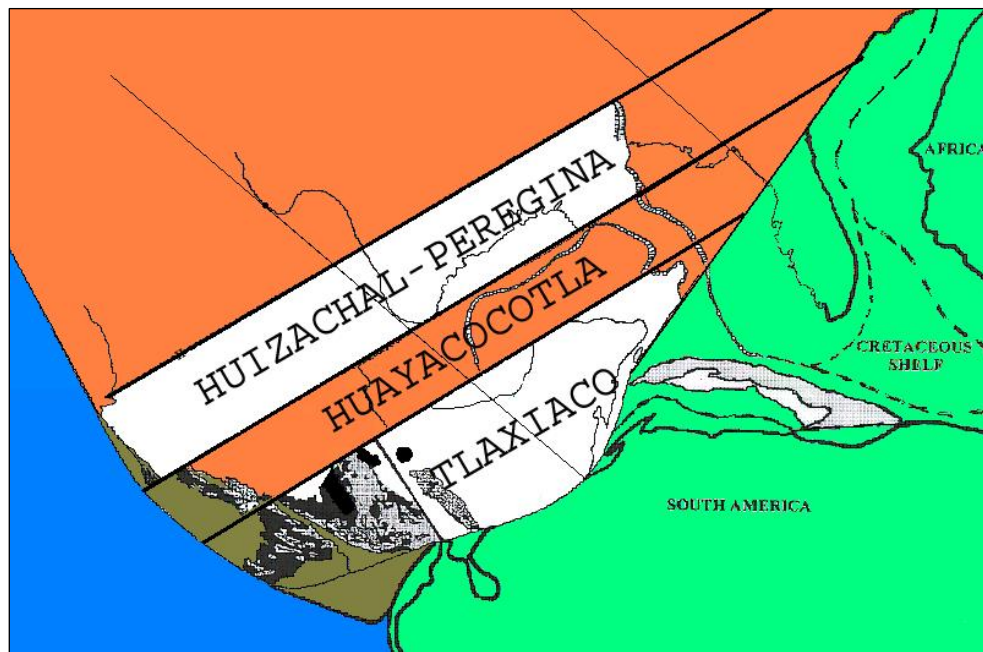 AFRICA
HUIZACHAL-PEREGINA
HUAYACOCOTLA
CRETACEOUS
SHELF
TLAXIACO
SOUTH AMERICA